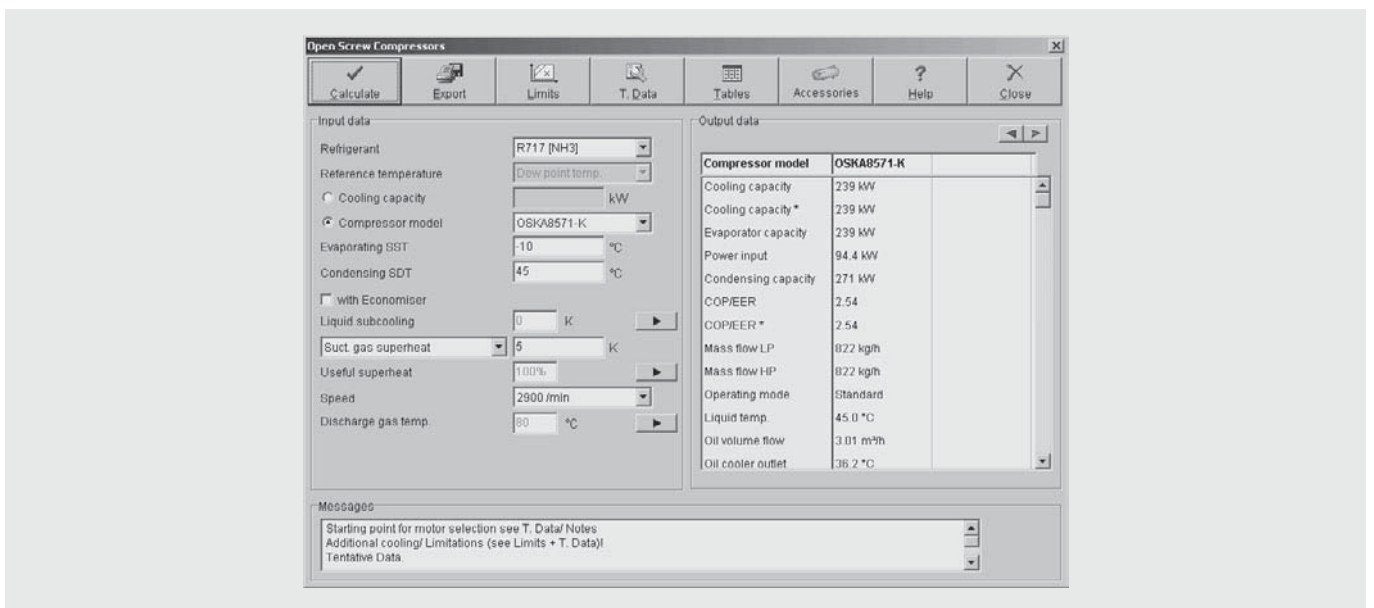 Open Screw Compressors
Calculate Export Limits T. Data Tables Accessories Help Close
Input data
Refrigerant R717 [NH3]
Reference temperature Dew point temp.
Cooling capacity kW
Compressor model OSKA8571-K
Evaporating SST -10 °C
Condensing SDT 45 °C
with Economiser
Liquid subcooling 0 K
Suct. gas superheat 5 K
Useful superheat 100%
Speed 2900 /min
Discharge gas temp. 80 °C
Output data
Compressor model OSKA8571-K
Cooling capacity 239 kW
Cooling capacity * 239 kW
Evaporator capacity 239 kW
Power input 94.4 kW
Condensing capacity 271 kW
COP/EER 2.54
COP/EER * 2.54
Mass flow LP 822 kg/h
Mass flow HP 822 kg/h
Operating mode Standard
Liquid temp. 45.0 °C
Oil volume flow 3.01 m³/h
Oil cooler outlet 36.2 °C
Messages
Starting point for motor selection see T. Data/ Notes
Additional cooling/ Limitations (see Limits + T. Data)!
Tentative Data.